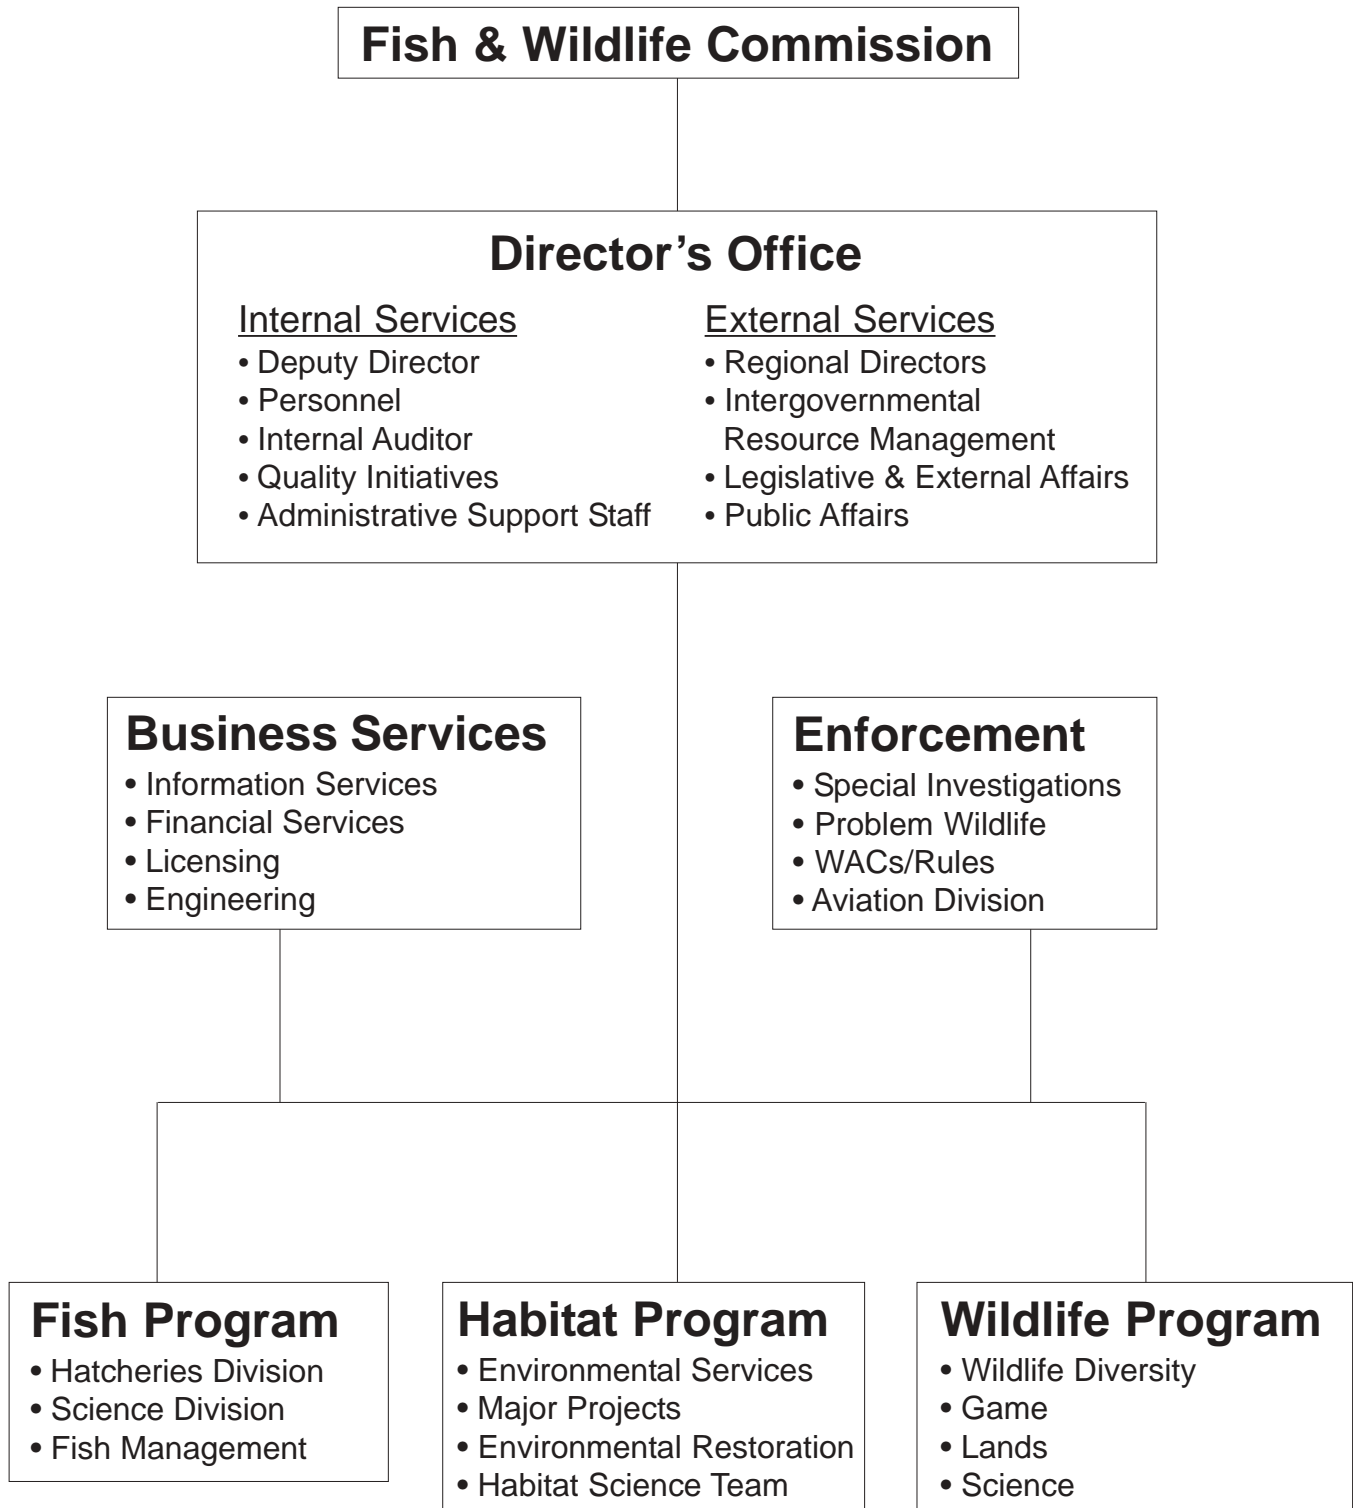 Fish & Wildlife Commission
Director’s Office
Internal Services
• Deputy Director
• Personnel
• Internal Auditor
• Quality Initiatives
• Administrative Support Staff
External Services
• Regional Directors
• Intergovernmental
Resource Management
• Legislative & External Affairs
• Public Affairs
Business Services
• Information Services
• Financial Services
• Licensing
• Engineering
Enforcement
• Special Investigations
• Problem Wildlife
• WACs/Rules
• Aviation Division
Fish Program
• Hatcheries Division
• Science Division
• Fish Management
Habitat Program
• Environmental Services
• Major Projects
• Environmental Restoration
• Habitat Science Team
Wildlife Program
• Wildlife Diversity
• Game
• Lands
• Science